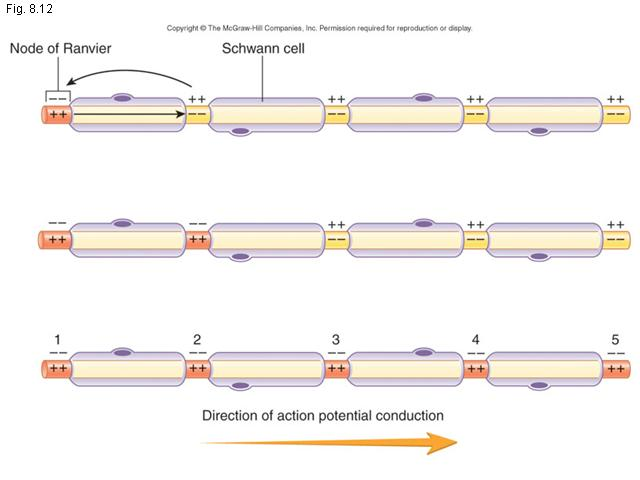 Fig. 8.12
Copyright © The McGraw-Hill Companies, Inc. Permission required for reproduction or display.
Node of Ranvier Schwann cell
−− ++ ++ ++ ++
++ −− −− −− −−
−− −− ++ ++ ++
++ ++ −− −− −−
1 2 3 4 5
−− −− −− −− −−
++ ++ ++ ++ ++
Direction of action potential conduction